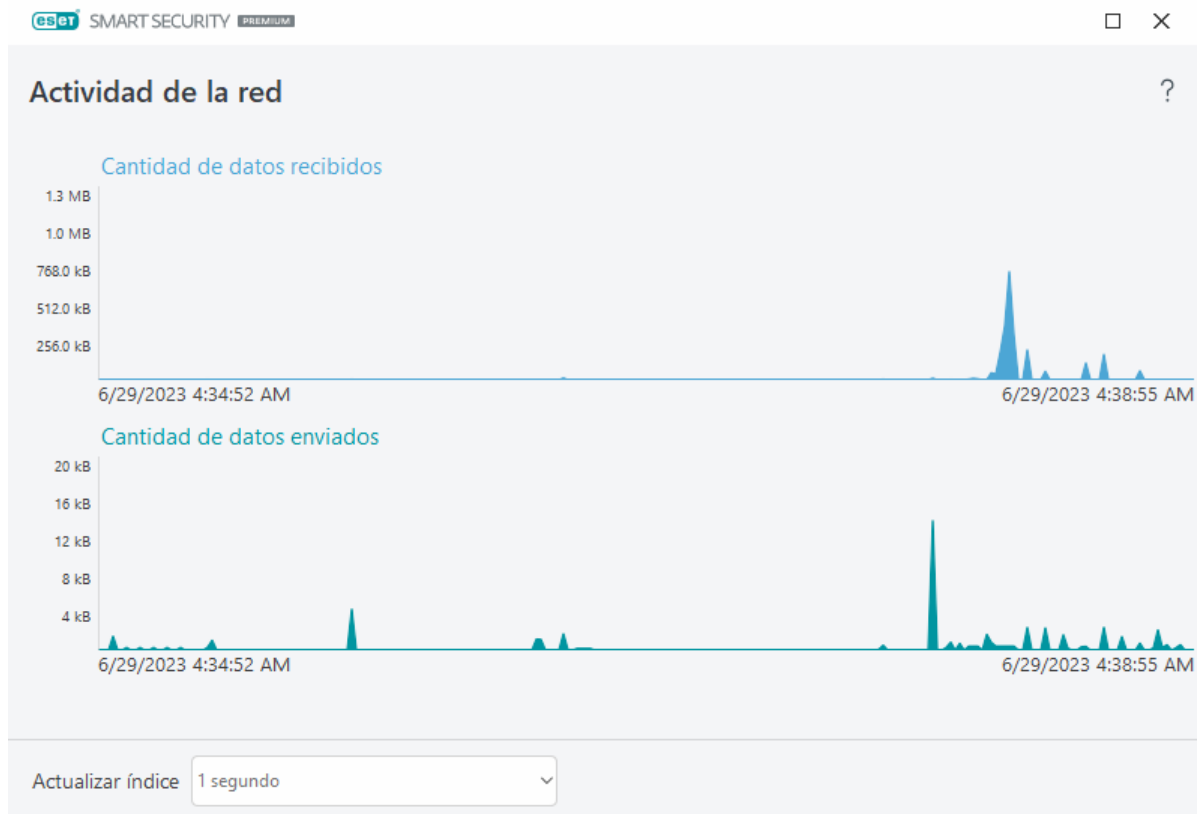 eset SMART SECURITY PREMIUM
Actividad de la red
?
Cantidad de datos recibidos
1.3 MB
1.0 MB
768.0 kB
512.0 kB
256.0 kB
6/29/2023 4:34:52 AM 6/29/2023 4:38:55 AM
Cantidad de datos enviados
20 kB
16 kB
12 kB
8 kB
4 kB
6/29/2023 4:34:52 AM 6/29/2023 4:38:55 AM
Actualizar índice 1 segundo